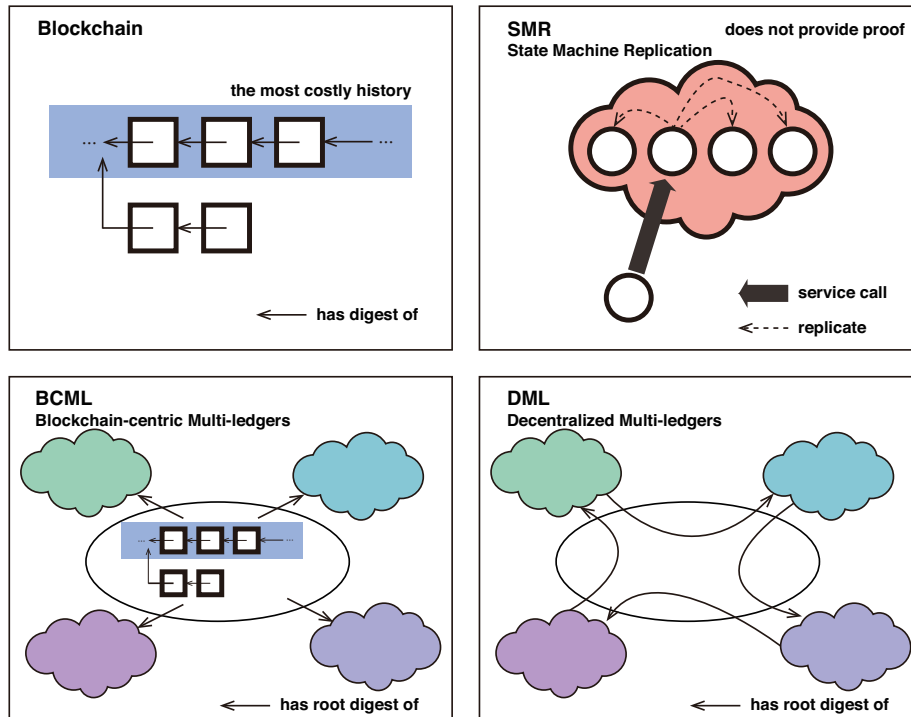 Blockchain
the most costly history
... ...
has digest of
SMR
does not provide proof
State Machine Replication
service call
replicate
BCML
Blockchain-centric Multi-ledgers
... ...
has root digest of
DML
Decentralized Multi-ledgers
has root digest of